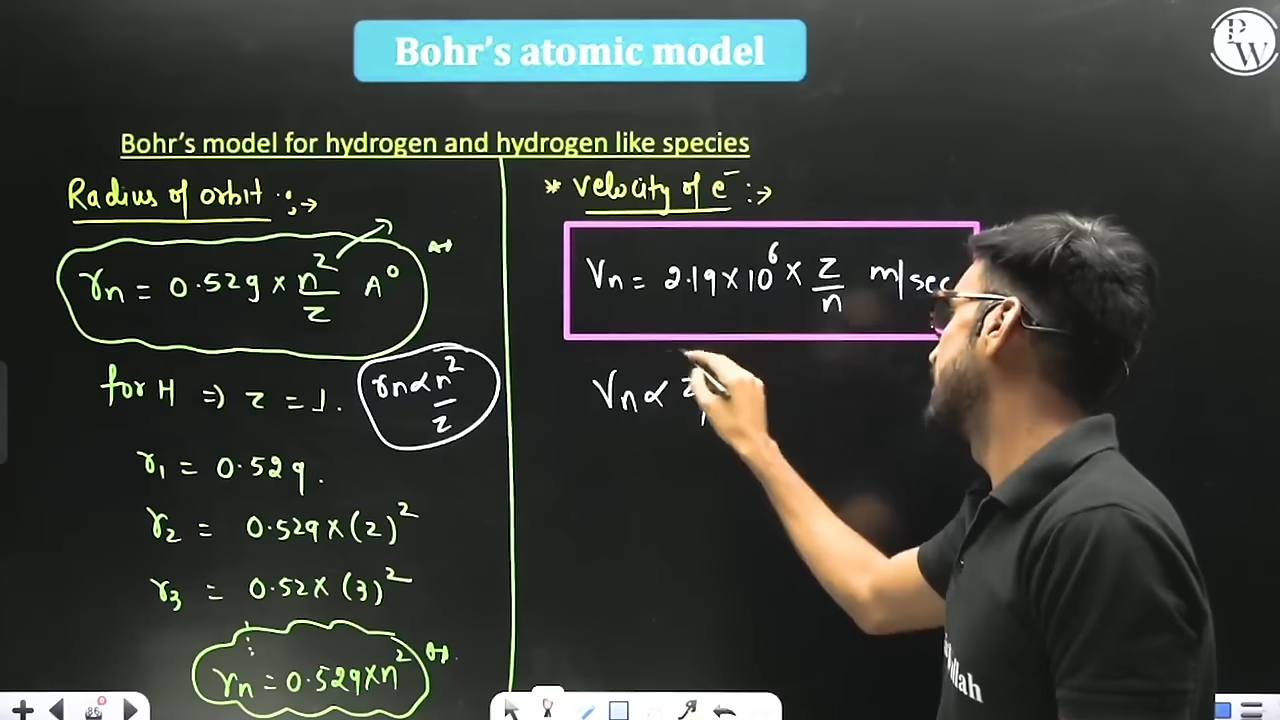 Bohr's atomic model
PW
Bohr's model for hydrogen and hydrogen like species
Radius of orbit :→
rn = 0.529 × n²/z A°
for H ⇒ z = 1.
rn ∝ n²/z
r₁ = 0.529.
r₂ = 0.529 × (2)²
r₃ = 0.52 × (3)²
rn = 0.529 × n²
* Velocity of e⁻ :→
Vn = 2.19 × 10⁶ × z/n m/sec
Vn ∝ z
86